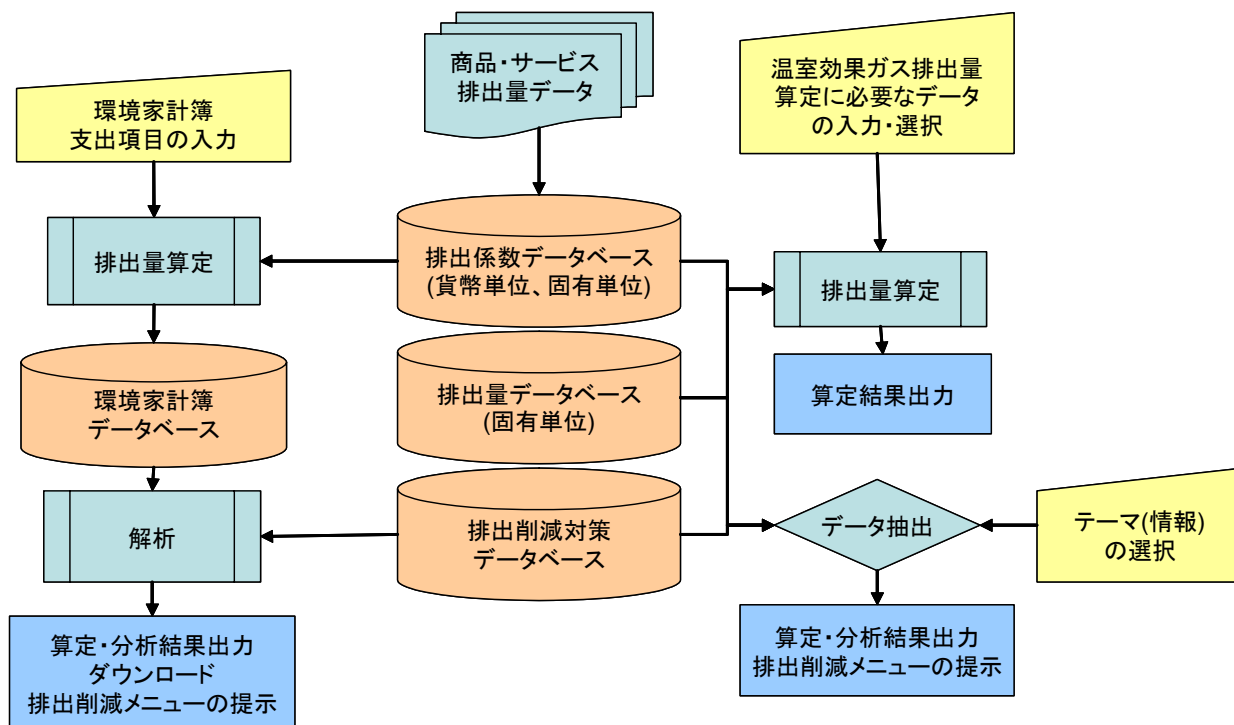 環境家計簿
支出項目の入力
商品・サービス
排出量データ
温室効果ガス排出量
算定に必要なデータ
の入力・選択
排出量算定
排出係数データベース
(貨幣単位、固有単位)
排出量算定
環境家計簿
データベース
排出量データベース
(固有単位)
算定結果出力
解析
排出削減対策
データベース
データ抽出
テーマ(情報)
の選択
算定・分析結果出力
ダウンロード
排出削減メニューの提示
算定・分析結果出力
排出削減メニューの提示